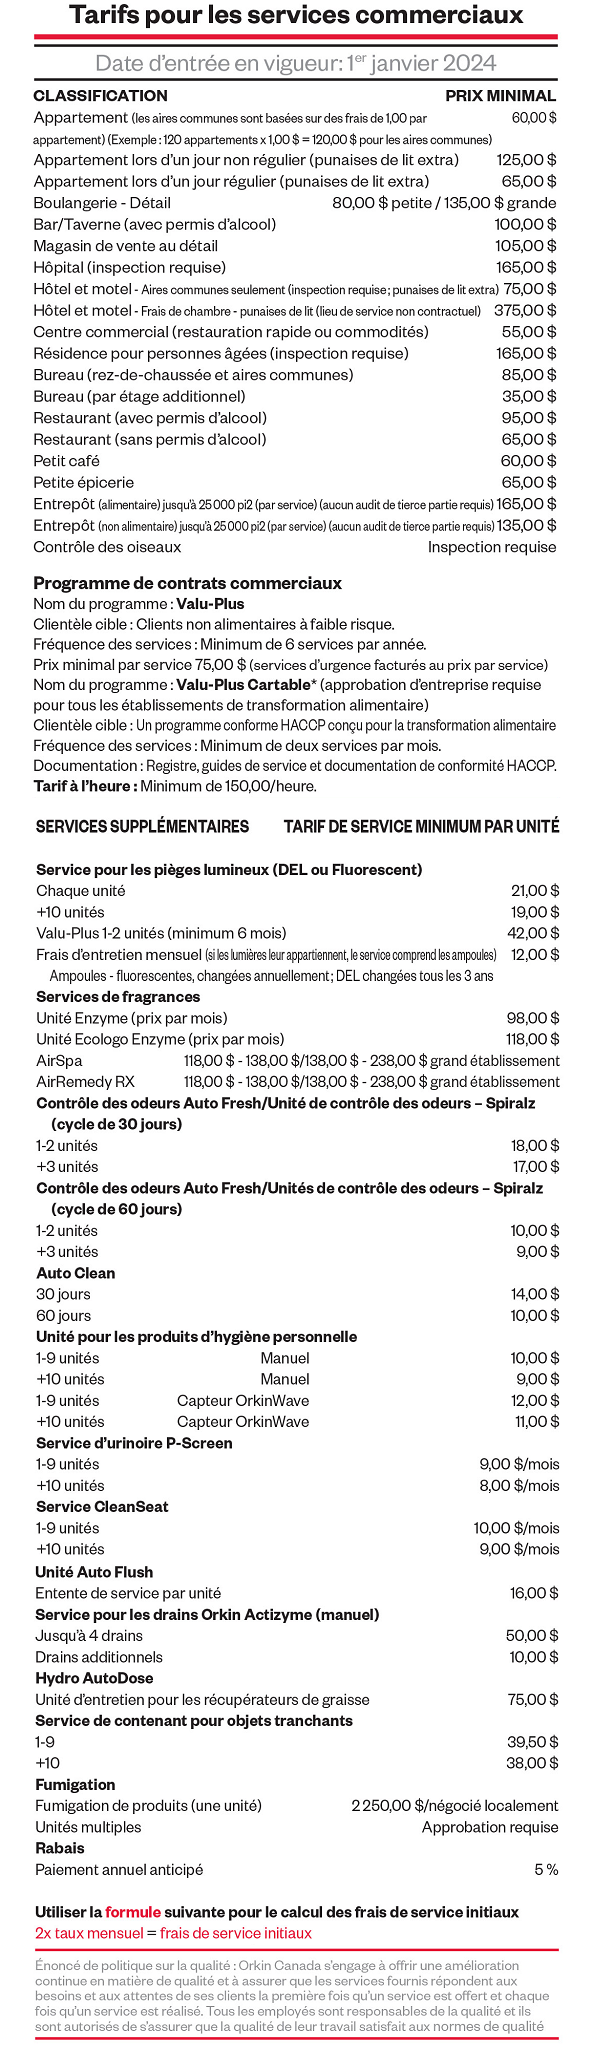 Tarifs pour les services commerciaux
Date d'entrée en vigueur: 1er janvier 2024
CLASSIFICATION PRIX MINIMAL
Appartement (les aires communes sont basées sur des frais de 1,00 par 60,00 $
appartement) (Exemple : 120 appartements x 1,00 $ = 120,00 $ pour les aires communes)
Appartement lors d'un jour non régulier (punaises de lit extra) 125,00 $
Appartement lors d'un jour régulier (punaises de lit extra) 65,00 $
Boulangerie - Détail 80,00 $ petite / 135,00 $ grande
Bar/Taverne (avec permis d'alcool) 100,00 $
Magasin de vente au détail 105,00 $
Hôpital (inspection requise) 165,00 $
Hôtel et motel - Aires communes seulement (inspection requise; punaises de lit extra) 75,00 $
Hôtel et motel - Frais de chambre - punaises de lit (lieu de service non contractuel) 375,00 $
Centre commercial (restauration rapide ou commodités) 55,00 $
Résidence pour personnes âgées (inspection requise) 165,00 $
Bureau (rez-de-chaussée et aires communes) 85,00 $
Bureau (par étage additionnel) 35,00 $
Restaurant (avec permis d'alcool) 95,00 $
Restaurant (sans permis d'alcool) 65,00 $
Petit café 60,00 $
Petite épicerie 65,00 $
Entrepôt (alimentaire) jusqu'à 25 000 pi2 (par service) (aucun audit de tierce partie requis) 165,00 $
Entrepôt (non alimentaire) jusqu'à 25 000 pi2 (par service) (aucun audit de tierce partie requis) 135,00 $
Contrôle des oiseaux Inspection requise
Programme de contrats commerciaux
Nom du programme : Valu-Plus
Clientèle cible : Clients non alimentaires à faible risque.
Fréquence des services : Minimum de 6 services par année.
Prix minimal par service 75,00 $ (services d'urgence facturés au prix par service)
Nom du programme : Valu-Plus Cartable* (approbation d'entreprise requise
pour tous les établissements de transformation alimentaire)
Clientèle cible : Un programme conforme HACCP conçu pour la transformation alimentaire
Fréquence des services : Minimum de deux services par mois.
Documentation : Registre, guides de service et documentation de conformité HACCP.
Tarif à l'heure : Minimum de 150,00/heure.
SERVICES SUPPLÉMENTAIRES TARIF DE SERVICE MINIMUM PAR UNITÉ
Service pour les pièges lumineux (DEL ou Fluorescent)
Chaque unité 21,00 $
+10 unités 19,00 $
Valu-Plus 1-2 unités (minimum 6 mois) 42,00 $
Frais d'entretien mensuel (si les lumières leur appartiennent, le service comprend les ampoules) 12,00 $
Ampoules - fluorescentes, changées annuellement; DEL changées tous les 3 ans
Services de fragrances
Unité Enzyme (prix par mois) 98,00 $
Unité Ecologo Enzyme (prix par mois) 118,00 $
AirSpa 118,00 $ - 138,00 $/138,00 $ - 238,00 $ grand établissement
AirRemedy RX 118,00 $ - 138,00 $/138,00 $ - 238,00 $ grand établissement
Contrôle des odeurs Auto Fresh/Unité de contrôle des odeurs – Spiralz
(cycle de 30 jours)
1-2 unités 18,00 $
+3 unités 17,00 $
Contrôle des odeurs Auto Fresh/Unités de contrôle des odeurs – Spiralz
(cycle de 60 jours)
1-2 unités 10,00 $
+3 unités 9,00 $
Auto Clean
30 jours 14,00 $
60 jours 10,00 $
Unité pour les produits d'hygiène personnelle
1-9 unités Manuel 10,00 $
+10 unités Manuel 9,00 $
1-9 unités Capteur OrkinWave 12,00 $
+10 unités Capteur OrkinWave 11,00 $
Service d'urinoire P-Screen
1-9 unités 9,00 $/mois
+10 unités 8,00 $/mois
Service CleanSeat
1-9 unités 10,00 $/mois
+10 unités 9,00 $/mois
Unité Auto Flush
Entente de service par unité 16,00 $
Service pour les drains Orkin Actizyme (manuel)
Jusqu'à 4 drains 50,00 $
Drains additionnels 10,00 $
Hydro AutoDose
Unité d'entretien pour les récupérateurs de graisse 75,00 $
Service de contenant pour objets tranchants
1-9 39,50 $
+10 38,00 $
Fumigation
Fumigation de produits (une unité) 2 250,00 $/négocié localement
Unités multiples Approbation requise
Rabais
Paiement annuel anticipé 5 %
Utiliser la formule suivante pour le calcul des frais de service initiaux
2x taux mensuel = frais de service initiaux
Énoncé de politique sur la qualité : Orkin Canada s'engage à offrir une amélioration
continue en matière de qualité et à assurer que les services fournis répondent aux
besoins et aux attentes de ses clients la première fois qu'un service est offert et chaque
fois qu'un service est réalisé. Tous les employés sont responsables de la qualité et ils
sont autorisés de s'assurer que la qualité de leur travail satisfait aux normes de qualité